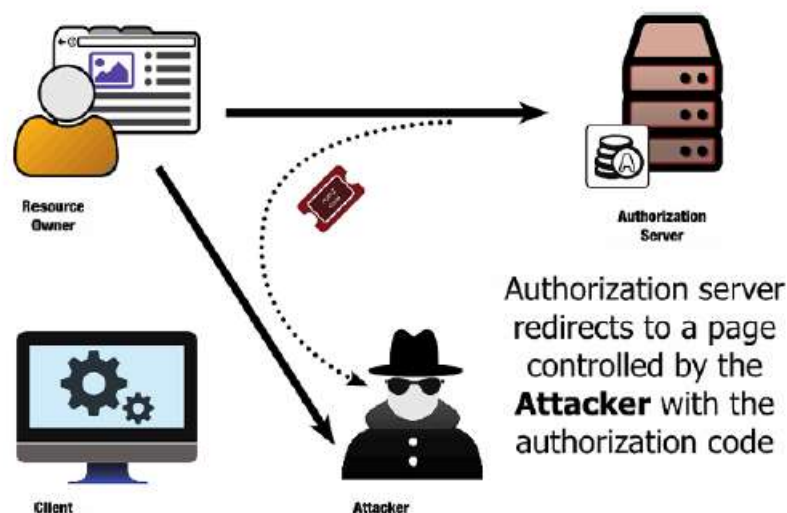 Resource
Owner
Authorization
Server
A
Authorization server
redirects to a page
controlled by the
Attacker with the
authorization code
Client
Attacker